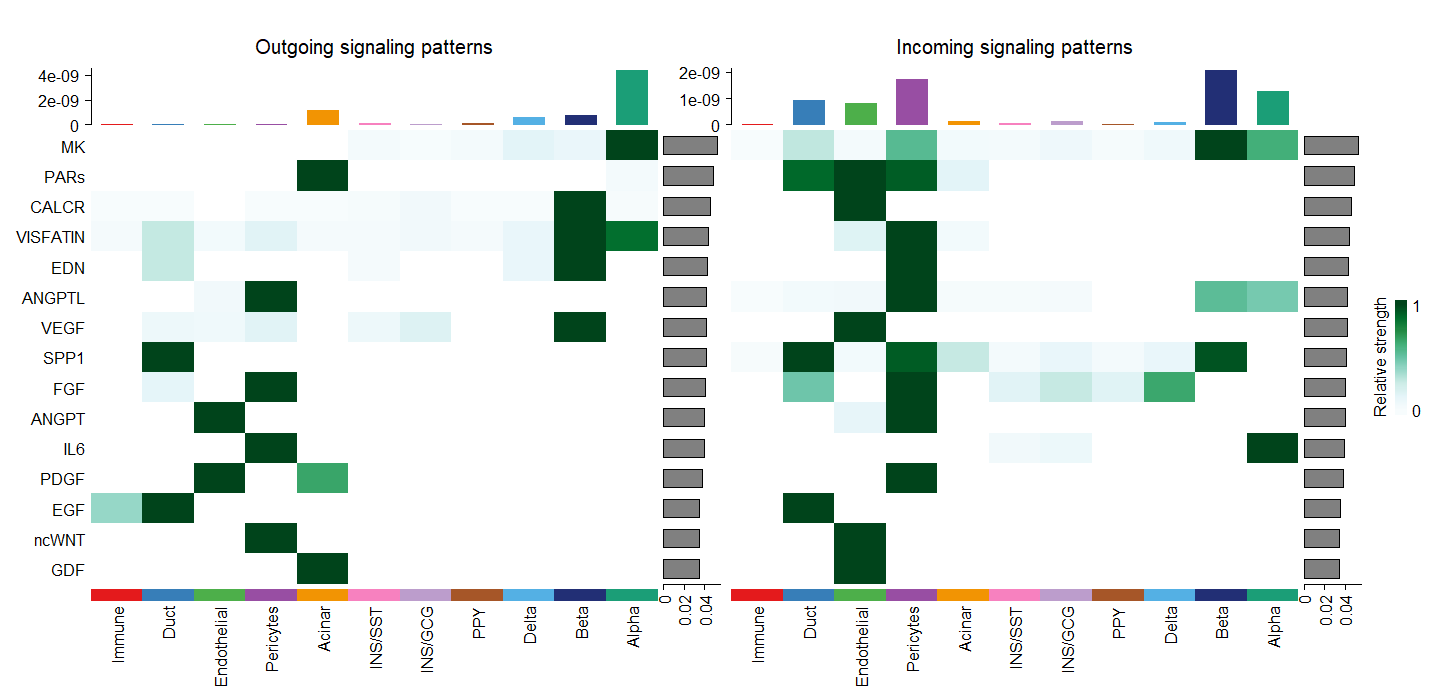 Outgoing signaling patterns
Incoming signaling patterns
4e-09
2e-09
0
2e-09
1e-09
0
MK
PARs
CALCR
VISFATIN
EDN
ANGPTL
VEGF
SPP1
FGF
ANGPT
IL6
PDGF
EGF
ncWNT
GDF
Relative strength
1
0
0
0.02
0.04
0
0.02
0.04
Immune
Duct
Endothelial
Pericytes
Acinar
INS/SST
INS/GCG
PPY
Delta
Beta
Alpha
Immune
Duct
Endothelial
Pericytes
Acinar
INS/SST
INS/GCG
PPY
Delta
Beta
Alpha